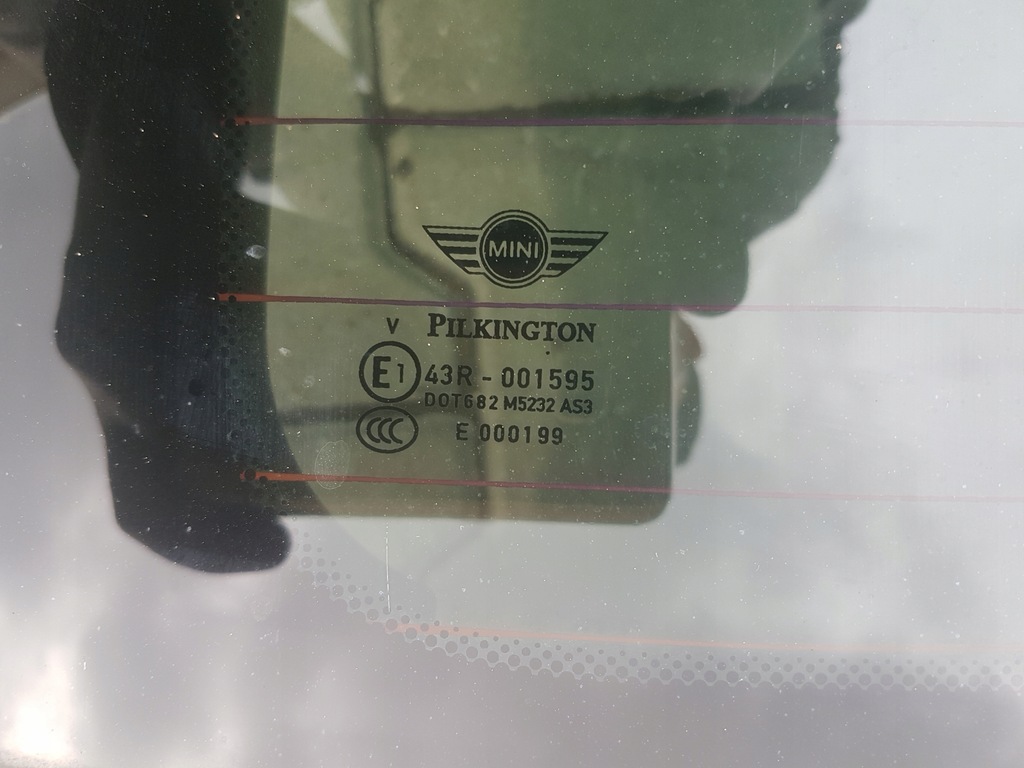 MINI
V PILKINGTON
E1 43R - 001595
DOT682 M5232 AS3
CCC E 000199